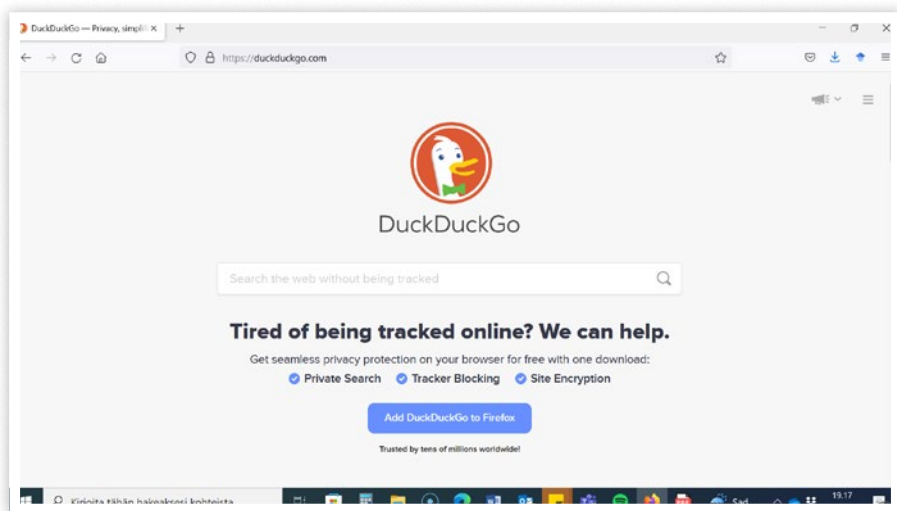 DuckDuckGo — Privacy, simpli
https://duckduckgo.com
DuckDuckGo
Search the web without being tracked
Tired of being tracked online? We can help.
Get seamless privacy protection on your browser for free with one download:
Private Search Tracker Blocking Site Encryption
Add DuckDuckGo to Firefox
Trusted by tens of millions worldwide!
Kirjoita tähän hakeaksesi kohteista
Sad
19.17